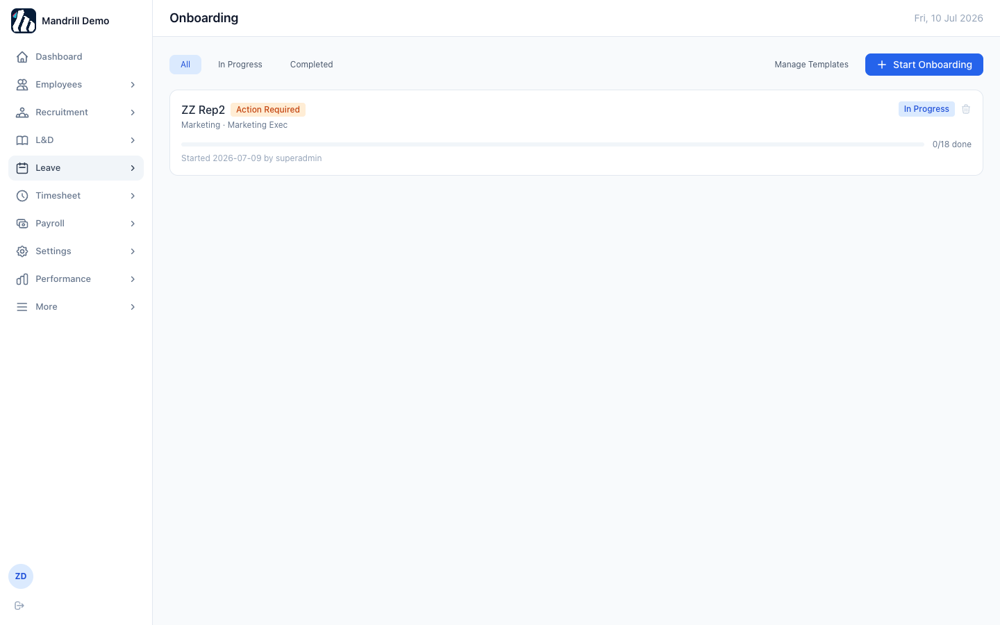 Mandrill Demo
Dashboard
Employees
Recruitment
L&D
Leave
Timesheet
Payroll
Settings
Performance
More
ZD
Onboarding
Fri, 10 Jul 2026
All
In Progress
Completed
Manage Templates
Start Onboarding
ZZ Rep2
Action Required
In Progress
Marketing · Marketing Exec
0/18 done
Started 2026-07-09 by superadmin